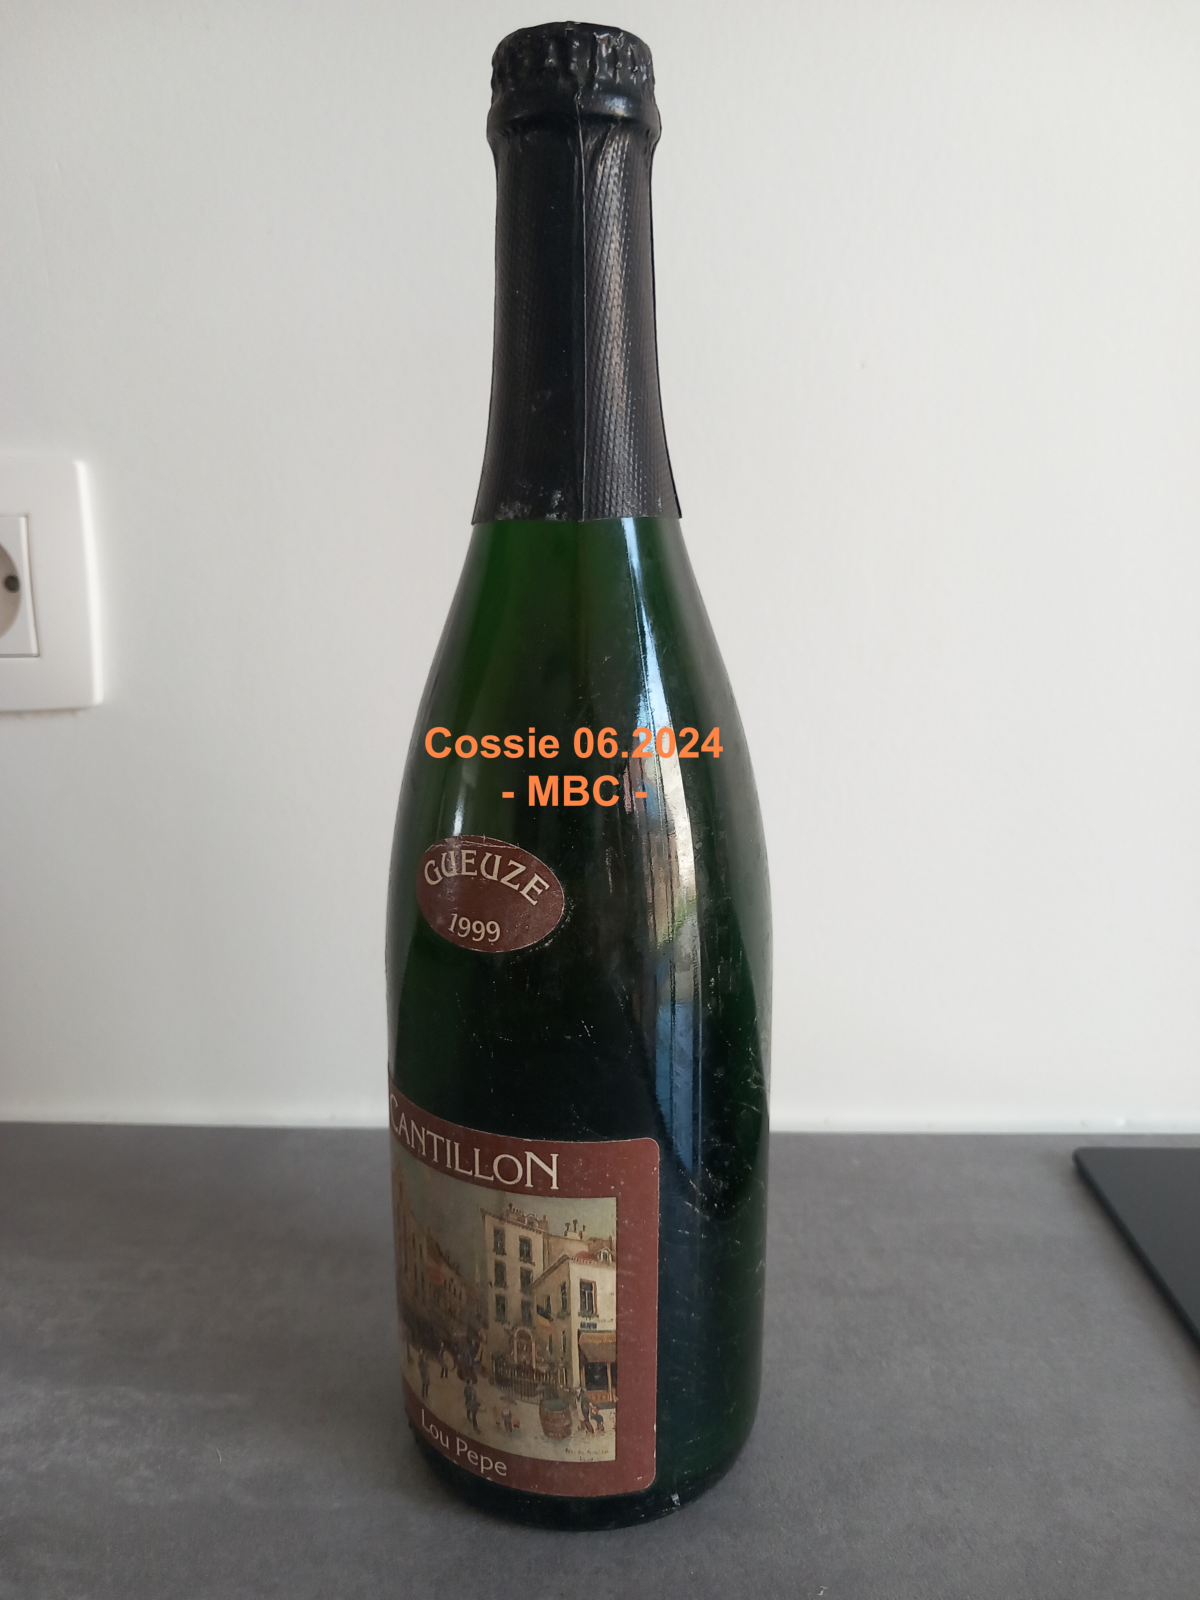 Cossie 06.2024
- MBC -
GUEUZE
1999
CANTILLON
Lou Pepe